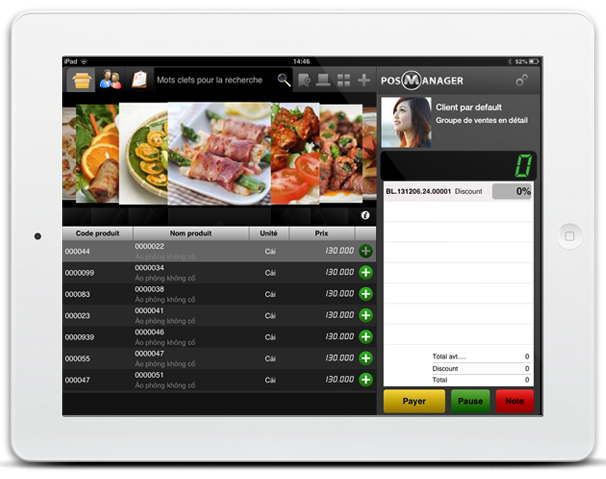 iPad
14:46
52%
Mots clefs pour la recherche
POS MANAGER
Client par default
Groupe de ventes en détail
0
BL.131206.24.00001 Discount 0%
Code produit Nom produit Unité Prix
000044 0000022 Cái 130.000
Áo phông không cổ
0000099 0000034 Cái 130.000
Áo phông không cổ
000083 0000038 Cái 130.000
Áo phông không cổ
000023 0000041 Cái 130.000
Áo phông không cổ
0000939 0000046 Cái 130.000
Áo phông không cổ
000055 0000047 Cái 130.000
Áo phông không cổ
000047 0000051 Cái 130.000
Áo phông không cổ
Total avt.... 0
Discount 0
Total 0
Payer Pause Note